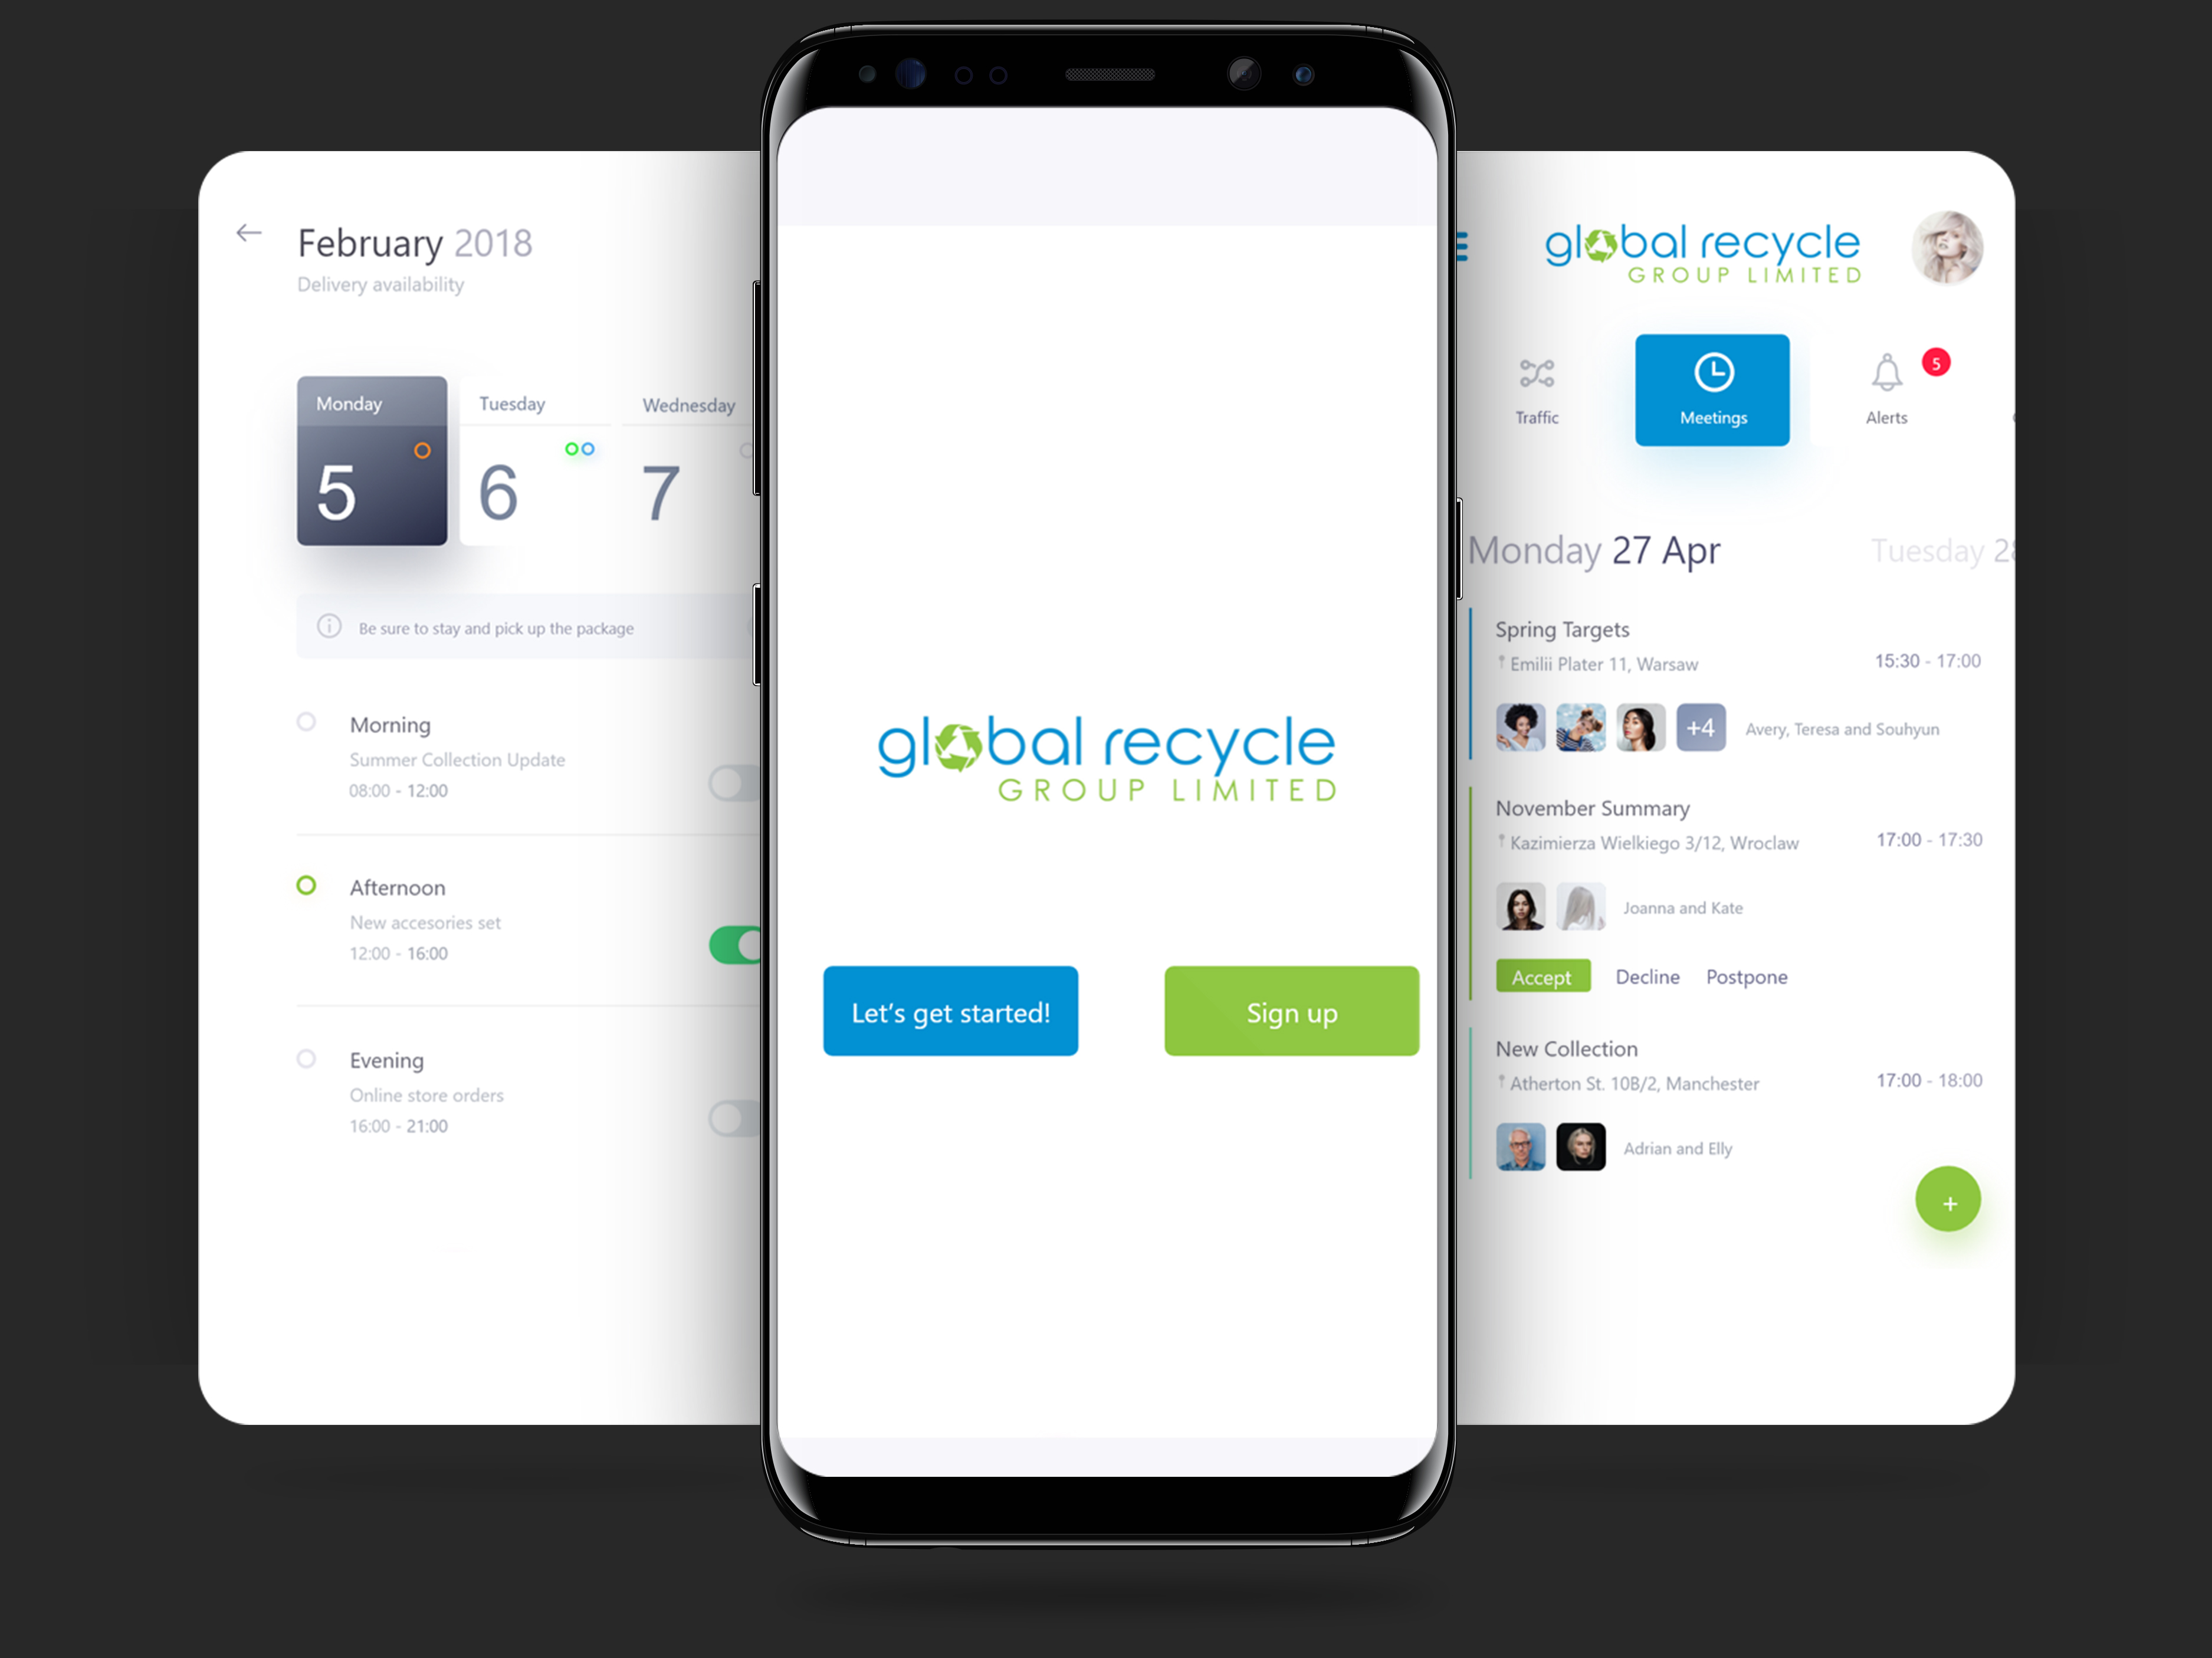 February 2018
Delivery availability
Monday
5
Tuesday
6
Wednesday
7
Be sure to stay and pick up the package
Morning
Summer Collection Update
08:00 - 12:00
Afternoon
New accesories set
12:00 - 16:00
Evening
Online store orders
16:00 - 21:00
global recycle
GROUP LIMITED
Let's get started!
Sign up
global recycle
GROUP LIMITED
Traffic
Meetings
Alerts
5
Monday 27 Apr
Tuesday
Spring Targets
Emilii Plater 11, Warsaw
15:30 - 17:00
+4
Avery, Teresa and Souhyun
November Summary
Kazimierza Wielkiego 3/12, Wroclaw
17:00 - 17:30
Joanna and Kate
Accept Decline Postpone
New Collection
Atherton St. 10B/2, Manchester
17:00 - 18:00
Adrian and Elly
+